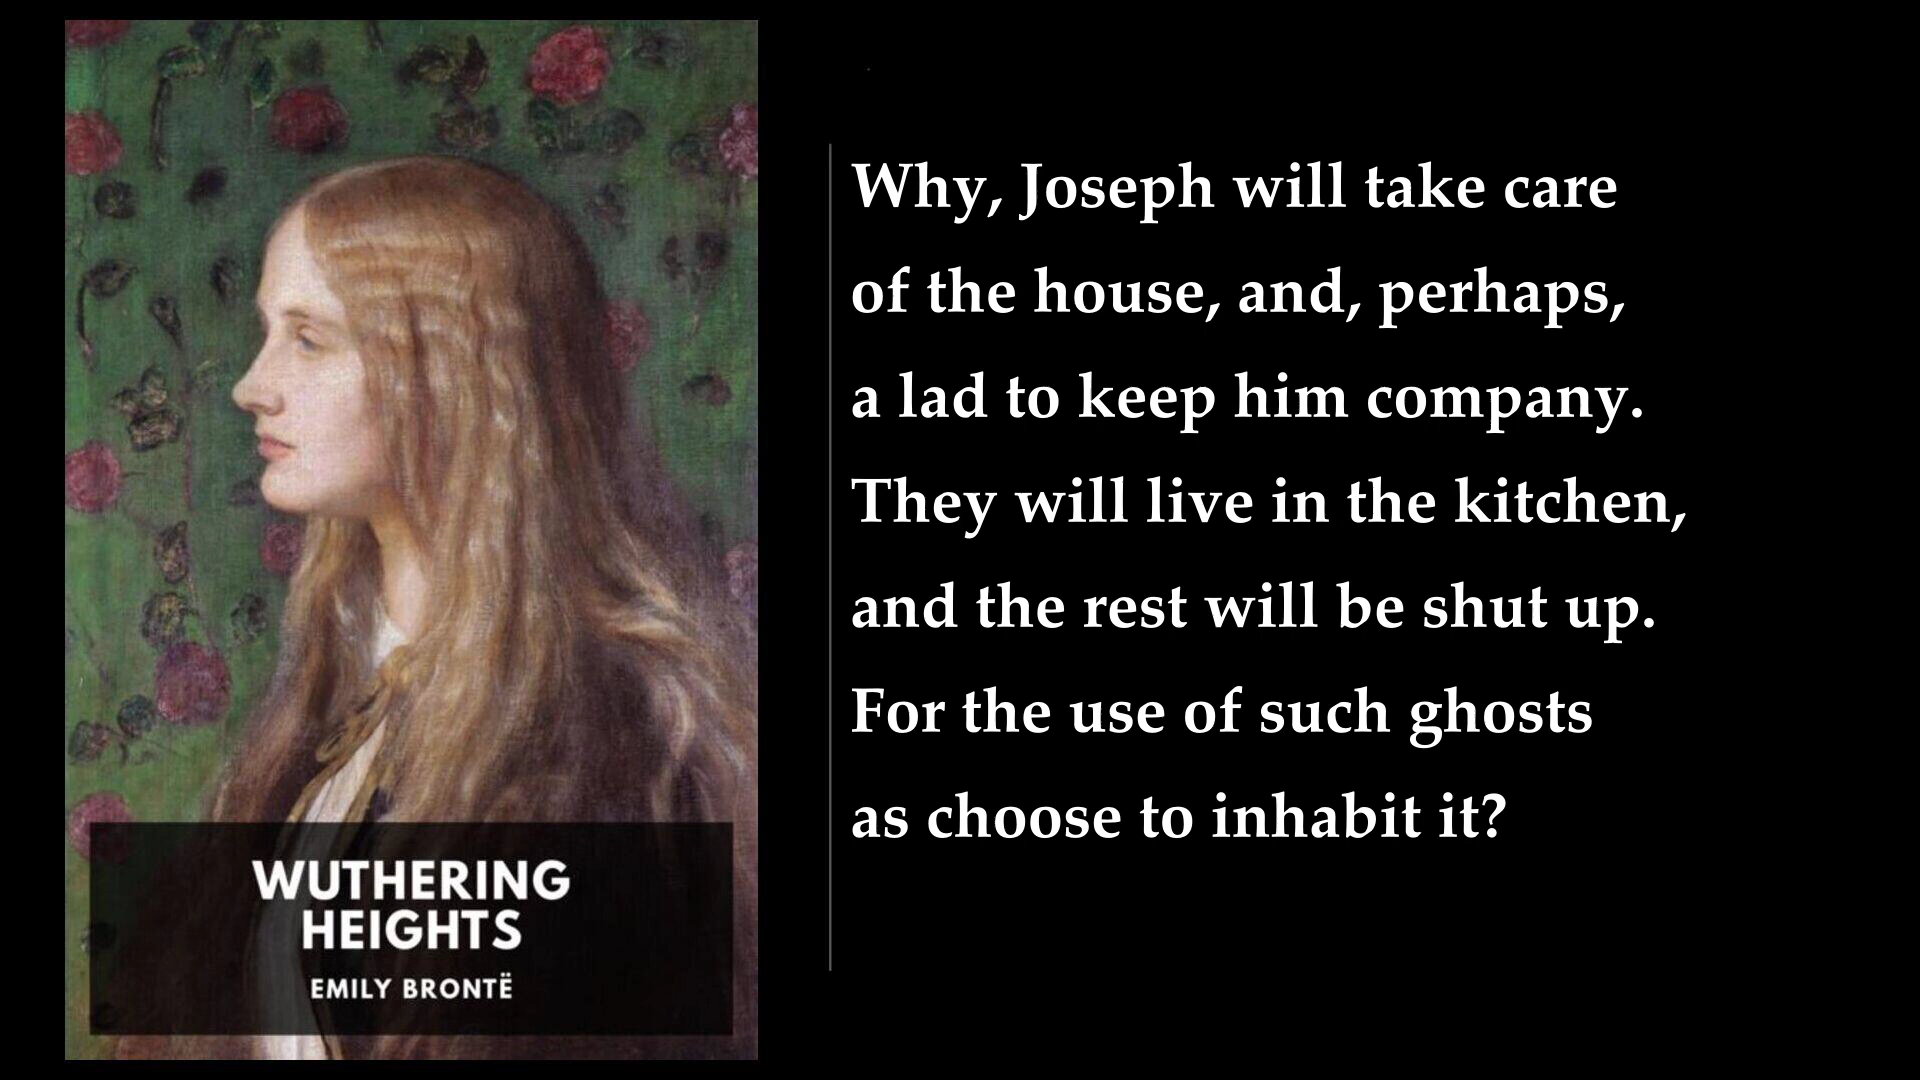 Why, Joseph will take care
of the house, and, perhaps,
a lad to keep him company.
They will live in the kitchen,
and the rest will be shut up.
For the use of such ghosts
as choose to inhabit it?
WUTHERING
HEIGHTS
EMILY BRONTË